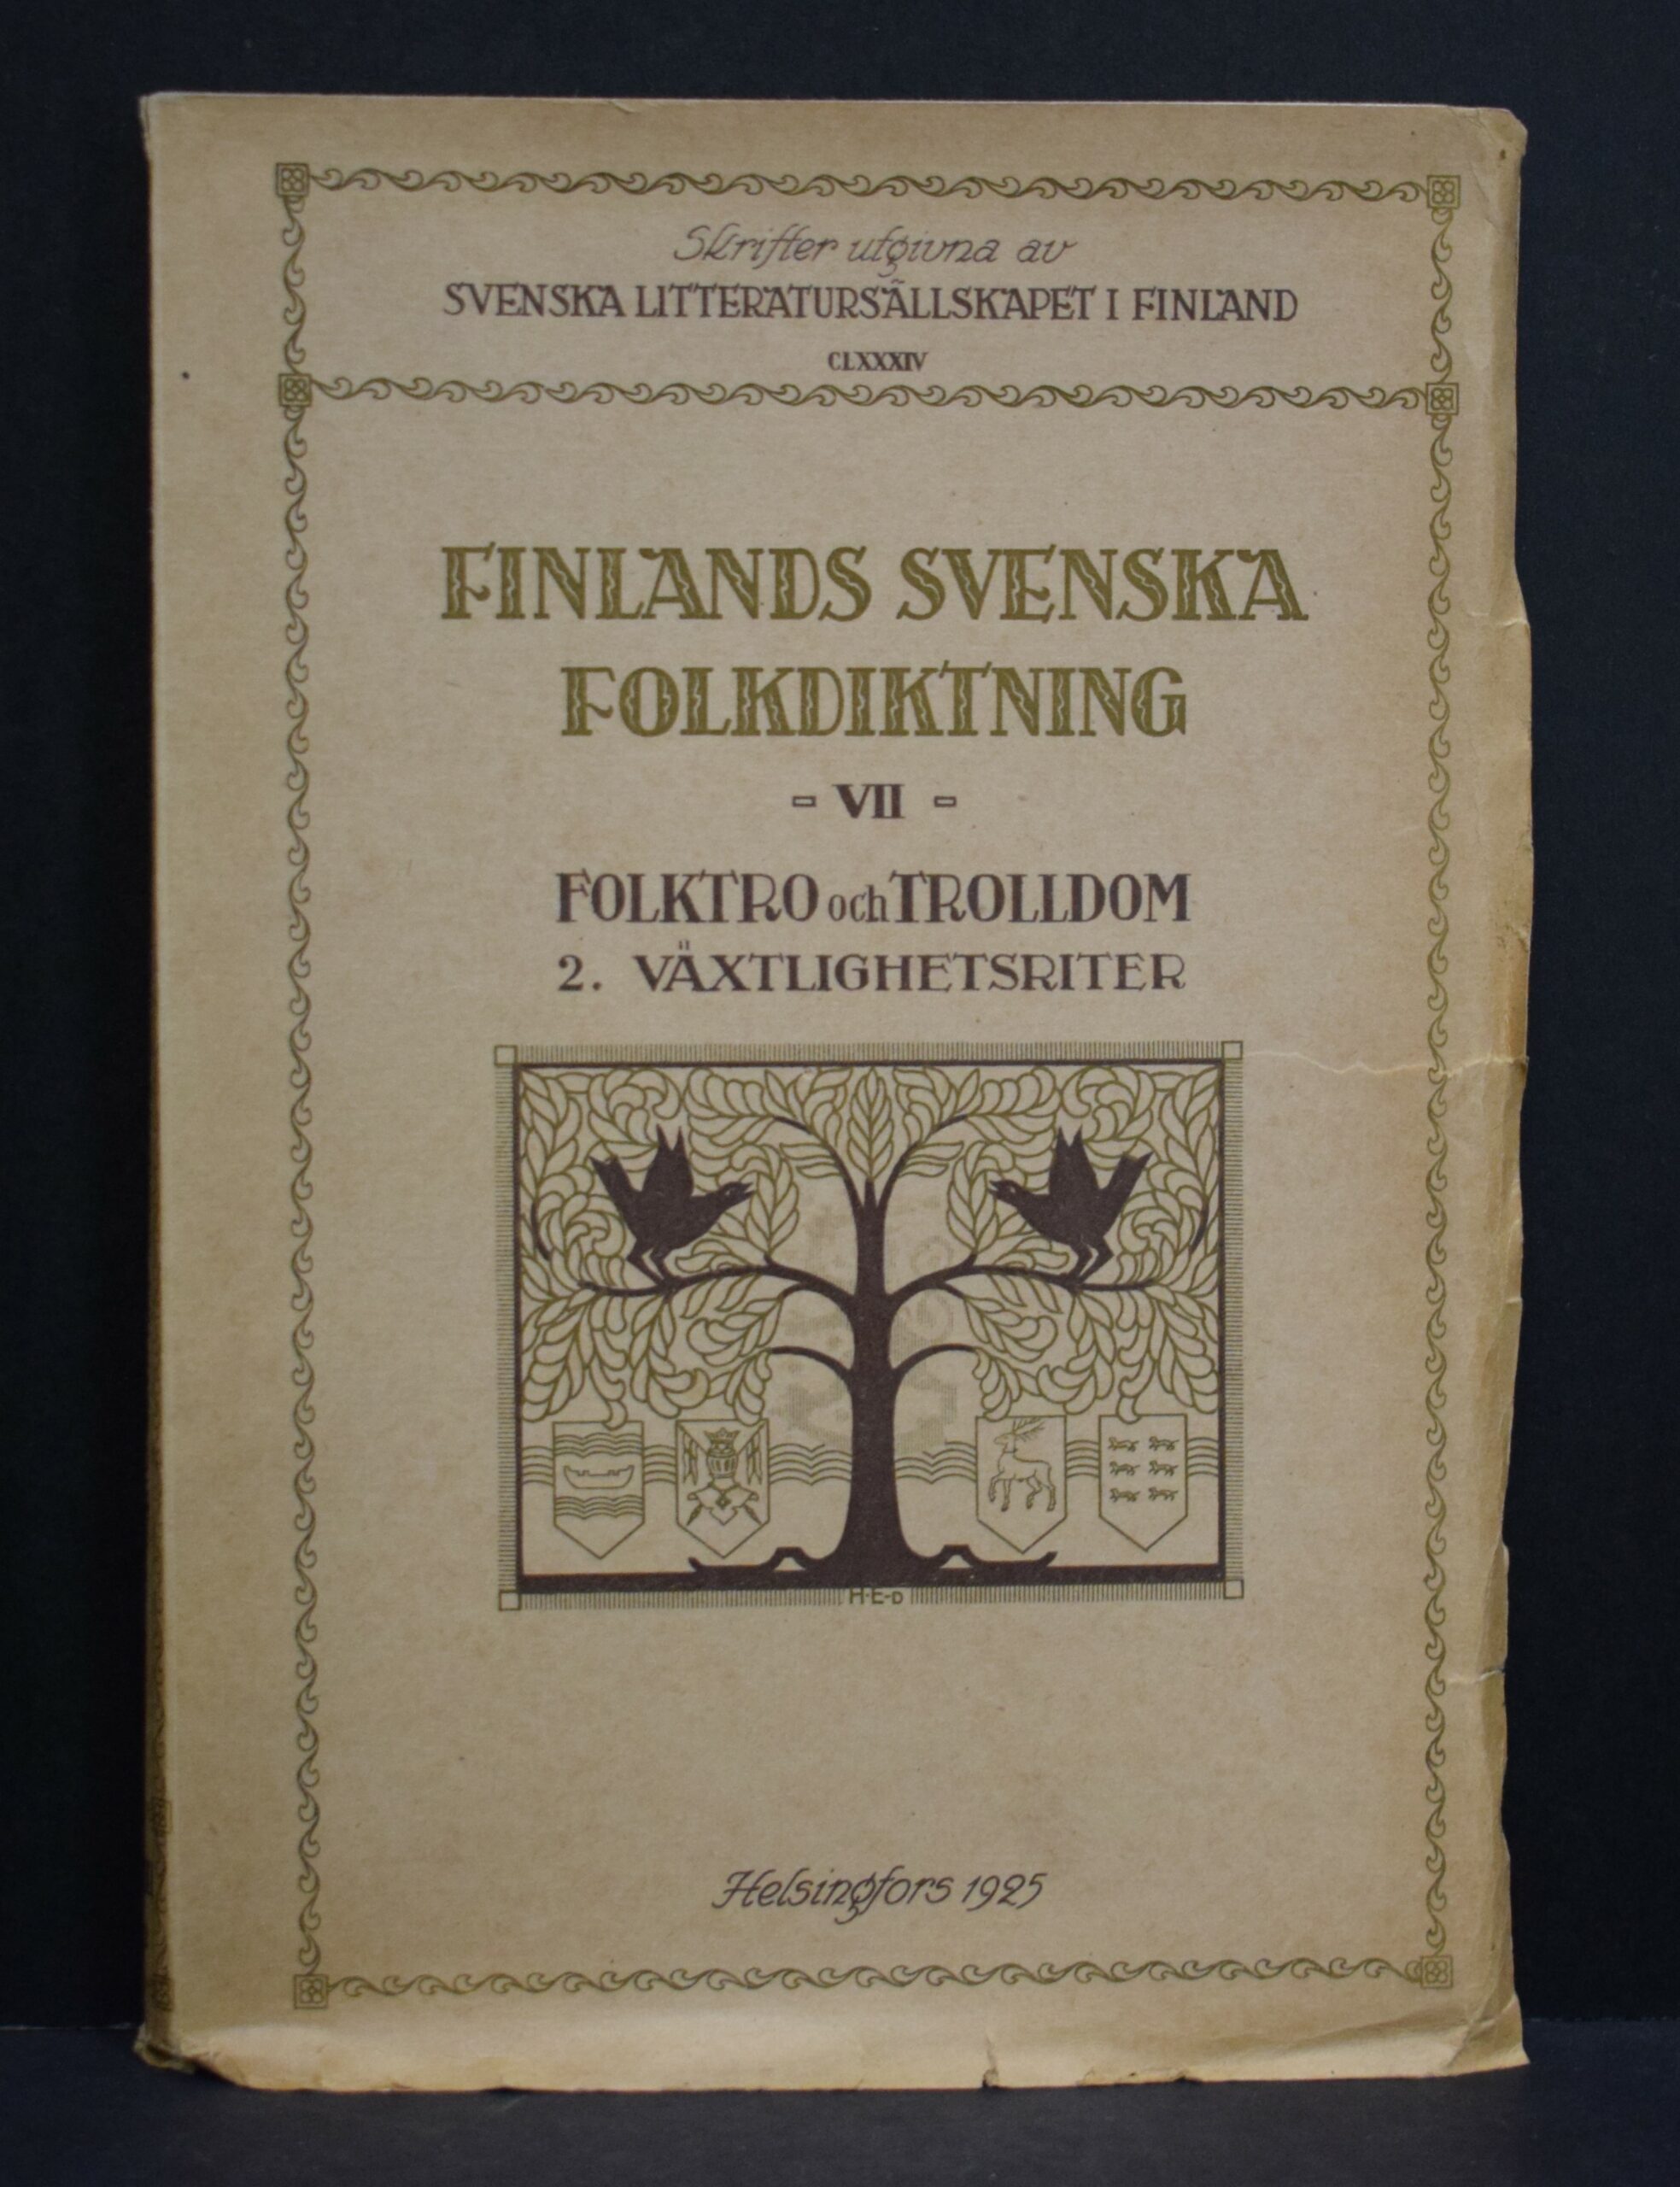 Skrifter utgivna av
SVENSKA LITTERATURSÄLLSKAPET I FINLAND
CLXXXIV
FINLANDS SVENSKA
FOLKDIKTNING
- VII -
FOLKTRO och TROLLDOM
2. VÄXTLIGHETSRITER
H-E-D
Helsingfors 1925